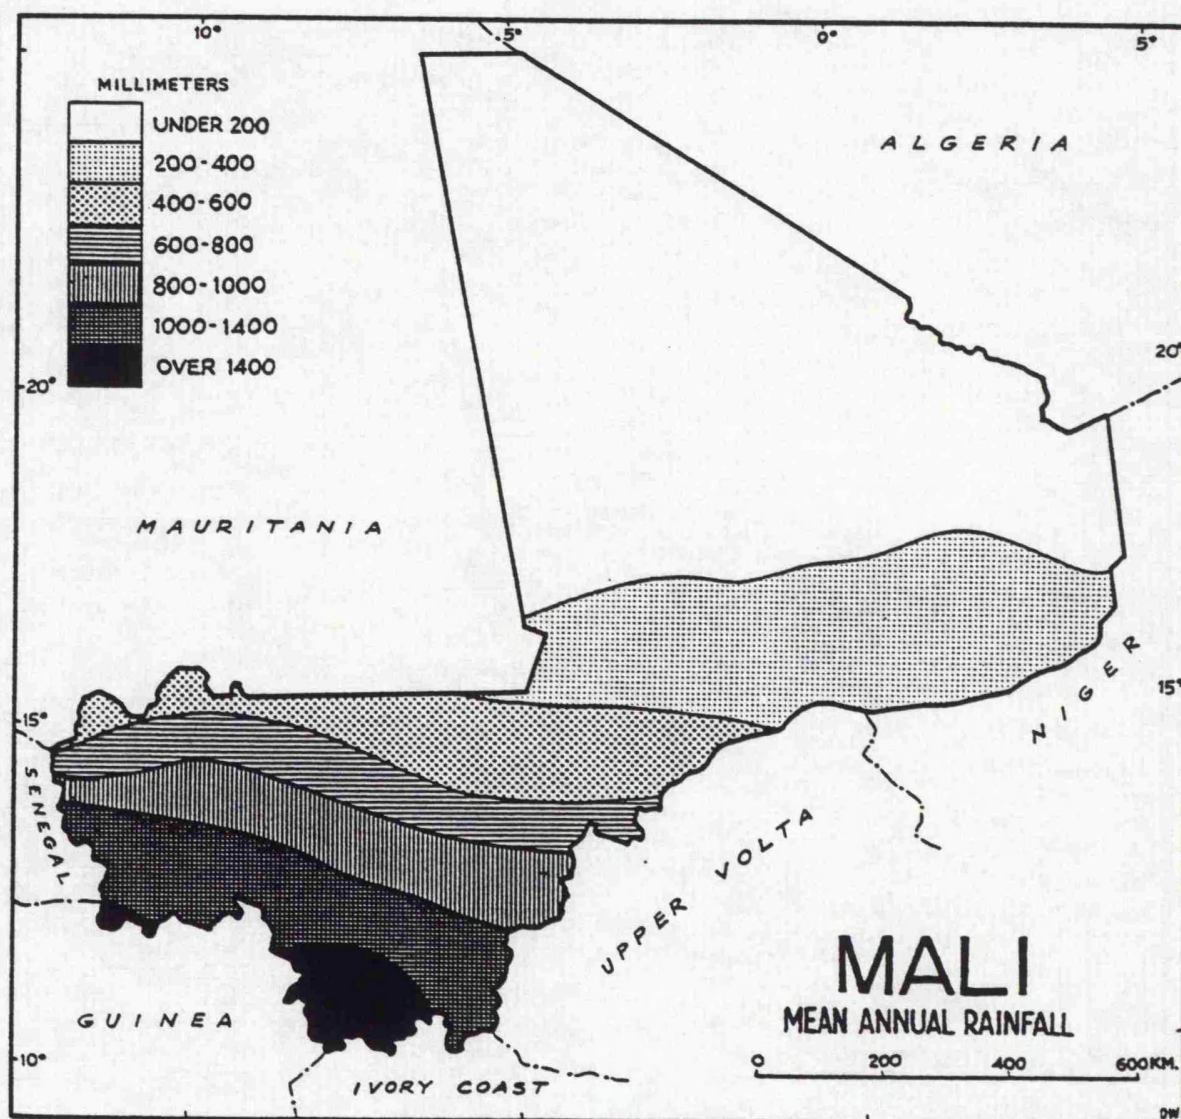 10°
5°
0°
5°
MILLIMETERS
UNDER 200
200-400
400-600
600-800
800-1000
1000-1400
OVER 1400
ALGERIA
20°
20°
MAURITANIA
15°
15°
NIGER
SENEGAL
UPPER VOLTA
GUINEA
IVORY COAST
10°
MALI
MEAN ANNUAL RAINFALL
0 200 400 600KM.
DW